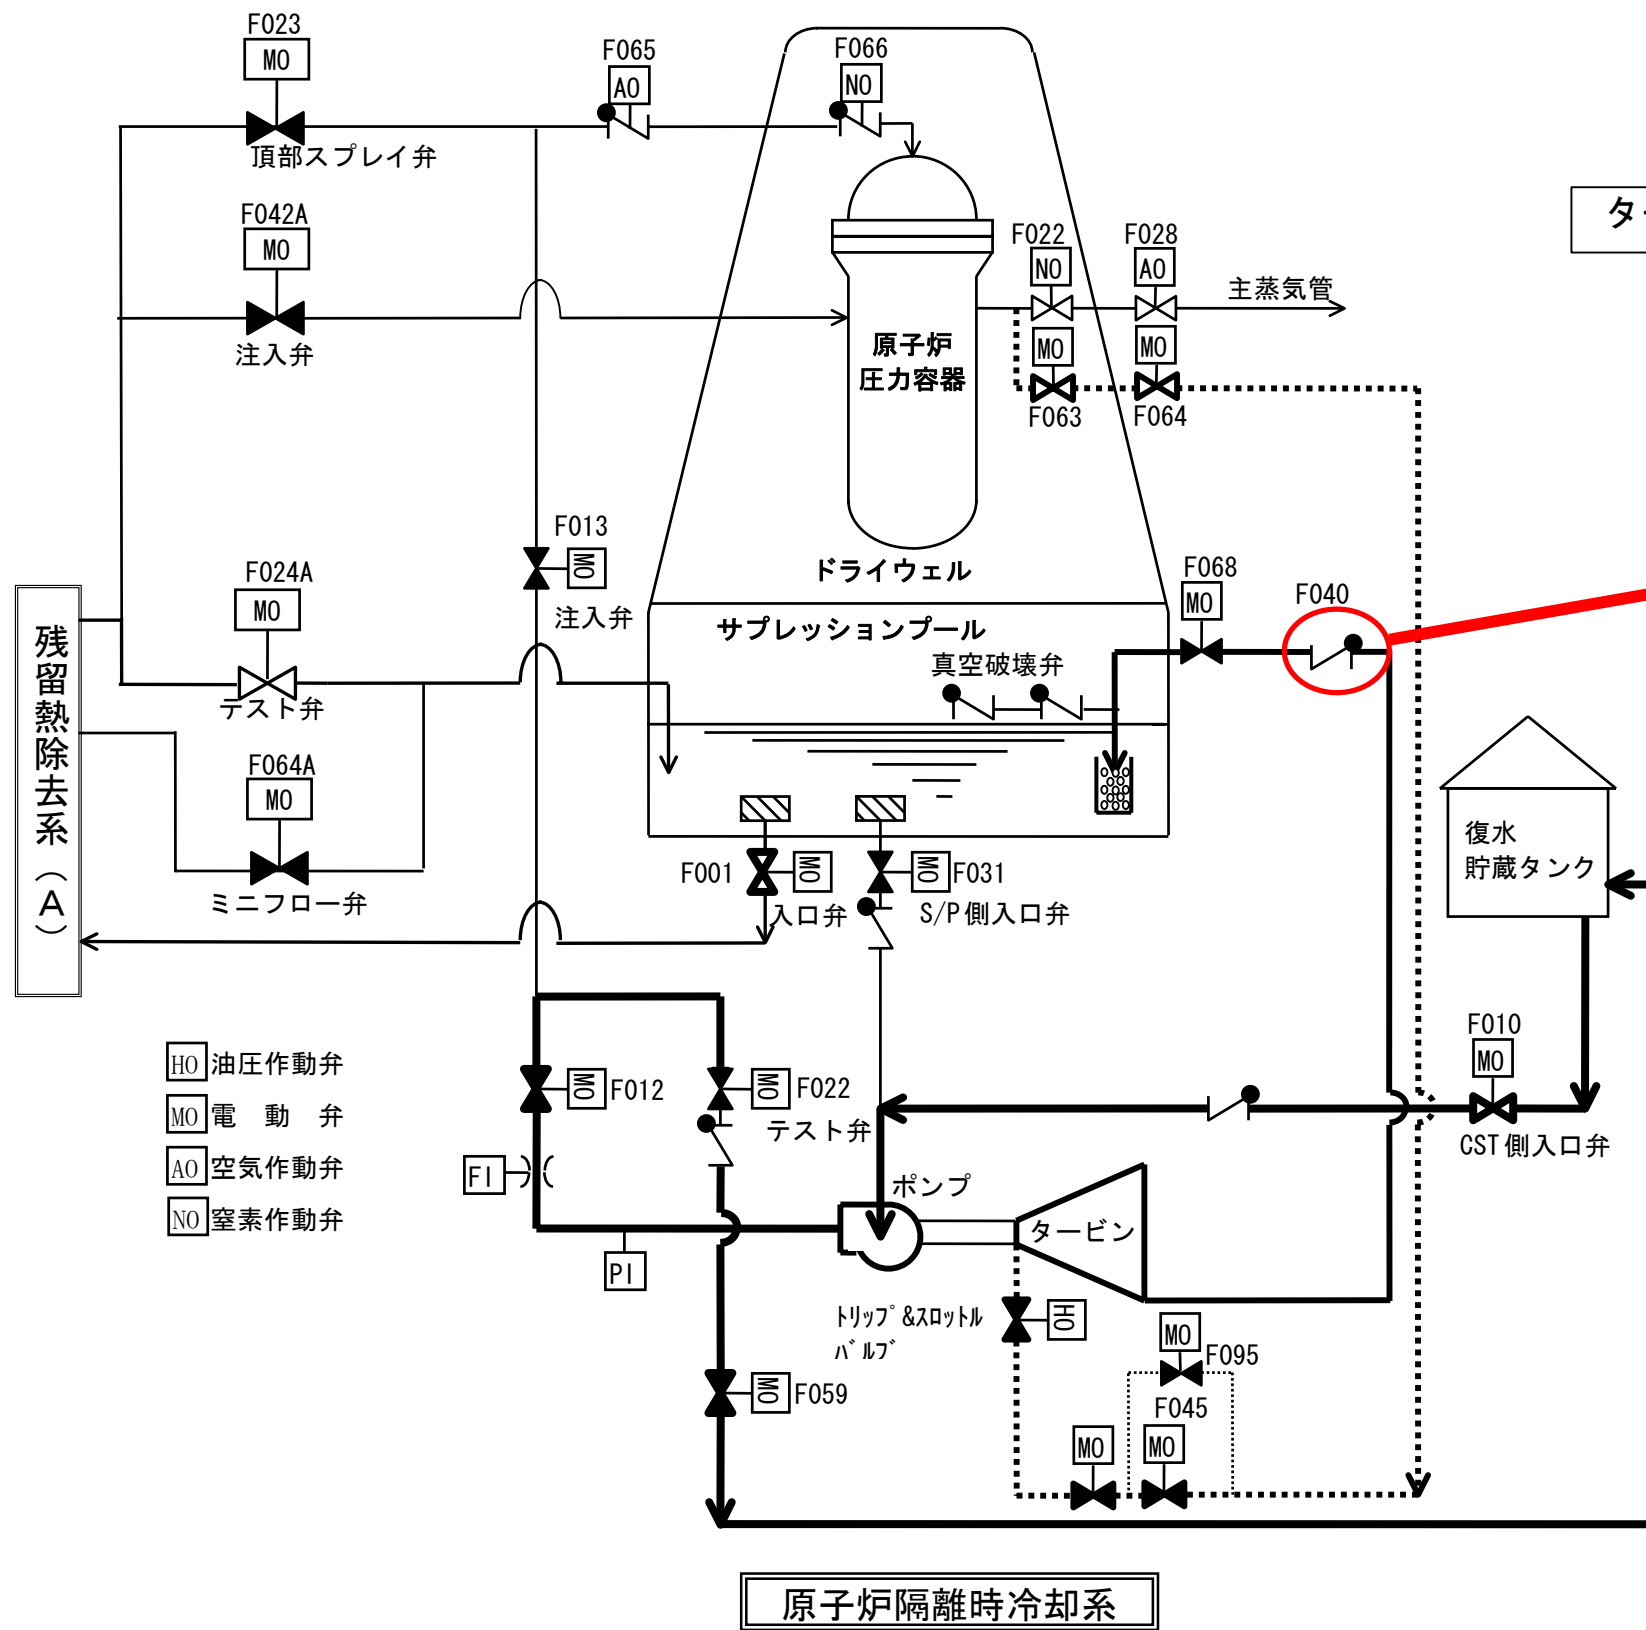 F023
MO
頂部スプレイ弁
F065
AO
F066
NO
F042A
MO
注入弁
F022
NO
F028
AO
主蒸気管
MO
F063
MO
F064
原子炉
圧力容器
ドライウェル
サプレッションプール
真空破壊弁
F013
MO
注入弁
F024A
MO
テスト弁
F064A
MO
ミニフロー弁
残留熱除去系(A)
F068
MO
F040
復水
貯蔵タンク
F001
MO
入口弁
MO
F031
S/P側入口弁
F010
MO
CST側入口弁
HO 油圧作動弁
MO 電動弁
AO 空気作動弁
NO 窒素作動弁
MO
F012
MO
F022
テスト弁
FI
PI
ポンプ
タービン
トリップ&スロットル
バルブ
HO
MO
F095
F045
MO
MO
MO
F059
原子炉隔離時冷却系